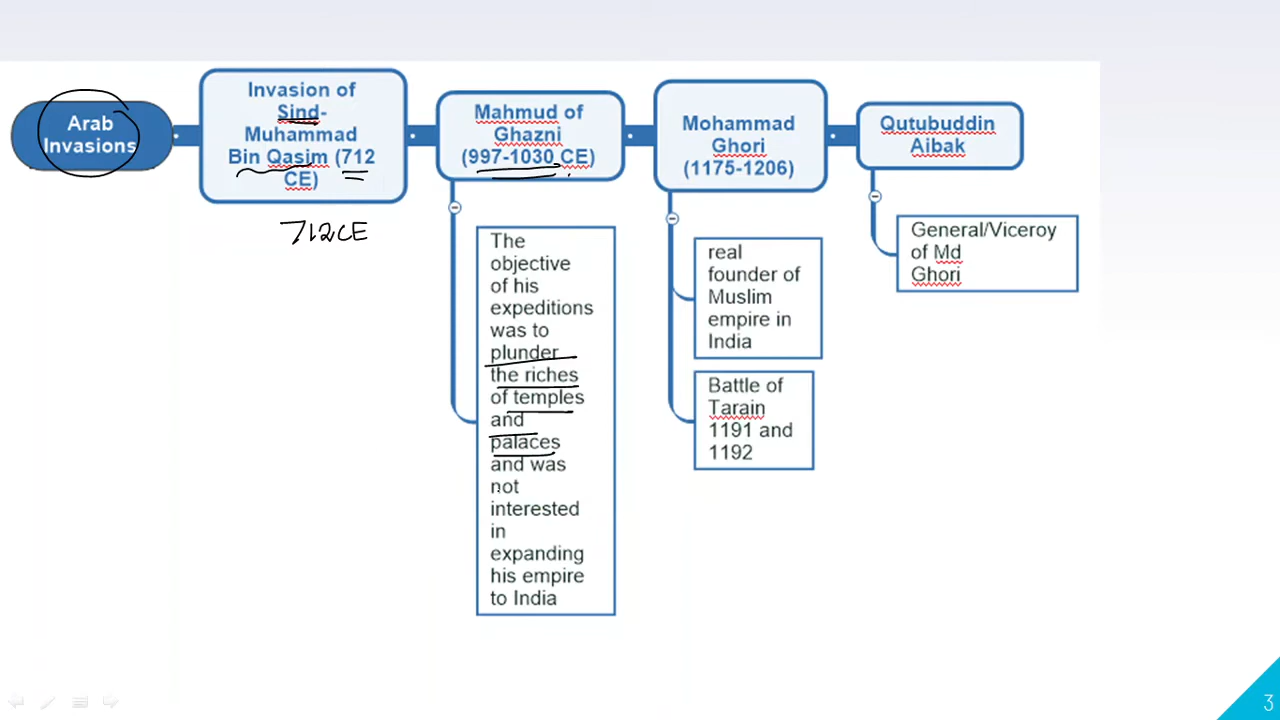 Arab
Invasions
Invasion of
Sind-
Muhammad
Bin Qasim (712
CE)
712CE
Mahmud of
Ghazni
(997-1030 CE)
The
objective
of his
expeditions
was to
plunder
the riches
of temples
and
palaces
and was
not
interested
in
expanding
his empire
to India
Mohammad
Ghori
(1175-1206)
real
founder of
Muslim
empire in
India
Battle of
Tarain
1191 and
1192
Qutubuddin
Aibak
General/Viceroy
of Md
Ghori
3